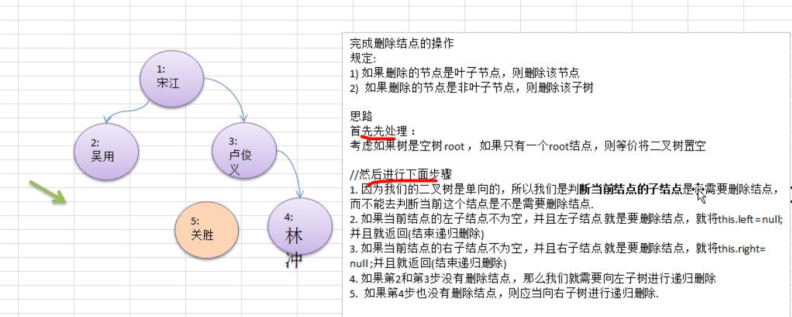 1:
宋江
2:
吴用
3:
卢俊
义
5:
关胜
4:
林
冲
完成删除结点的操作
规定:
1) 如果删除的节点是叶子节点，则删除该节点
2) 如果删除的节点是非叶子节点，则删除该子树
思路
首先先处理：
考虑如果树是空树root ，如果只有一个root结点，则等价将二叉树置空
//然后进行下面步骤
1. 因为我们的二叉树是单向的，所以我们是判断当前结点的子结点是否需要删除结点，
而不能去判断当前这个结点是不是需要删除结点.
2. 如果当前结点的左子结点不为空，并且左子结点 就是要删除结点，就将this.left = null;
并且就返回(结束递归删除)
3. 如果当前结点的右子结点不为空，并且右子结点 就是要删除结点，就将this.right=
null ;并且就返回(结束递归删除)
4. 如果第2和第3步没有删除结点，那么我们就需要向左子树进行递归删除
5. 如果第4步也没有删除结点，则应当向右子树进行递归删除.